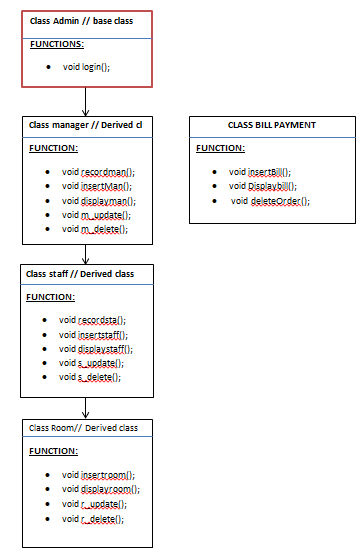 Class Admin // base class
FUNCTIONS:
• void login();
Class manager // Derived cl
FUNCTION:
• void recordman();
• void insertMan();
• void displayman();
• void m_update();
• void m_delete();
CLASS BILL PAYMENT
FUNCTION:
• void insertBill();
• void Displaybill();
• void deleteOrder();
Class staff // Derived class
FUNCTION:
• void recordsta();
• void insertstaff();
• void displaystaff();
• void s_update();
• void s_delete();
Class Room// Derived class
FUNCTION:
• void insertroom();
• void displayroom();
• void r_update();
• void r_delete();